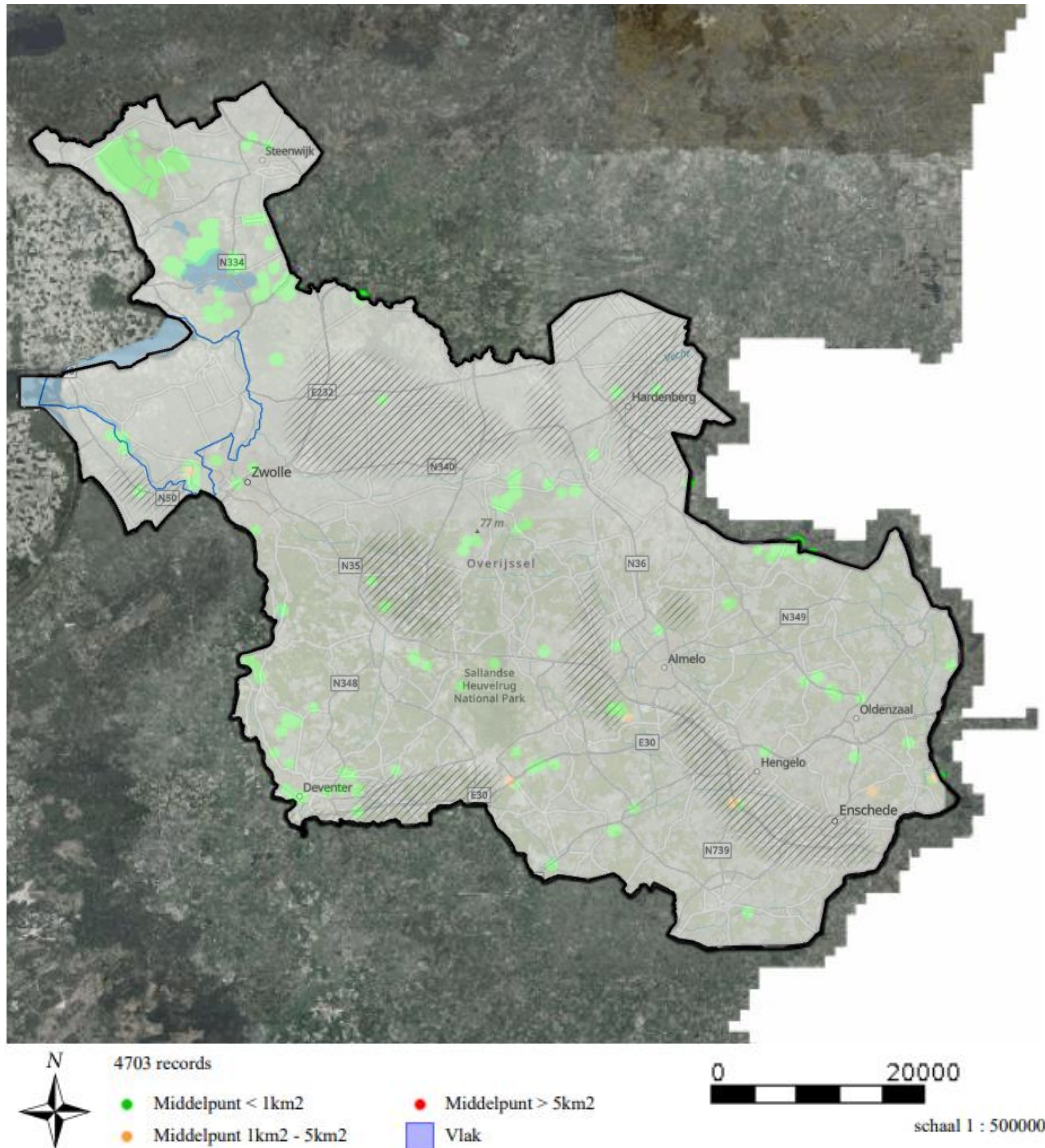 Steenwijk
N334
Vecht
E232
Hardenberg
N340
Zwolle
N50
77 m
N35
Overijssel
N36
N349
Almelo
Sallandse
Heuvelrug
National Park
N348
Oldenzaal
E30
Hengelo
Deventer
E30
Enschede
N739
N
4703 records
0 20000
Middelpunt < 1km2
Middelpunt > 5km2
Middelpunt 1km2 - 5km2
Vlak
schaal 1 : 500000